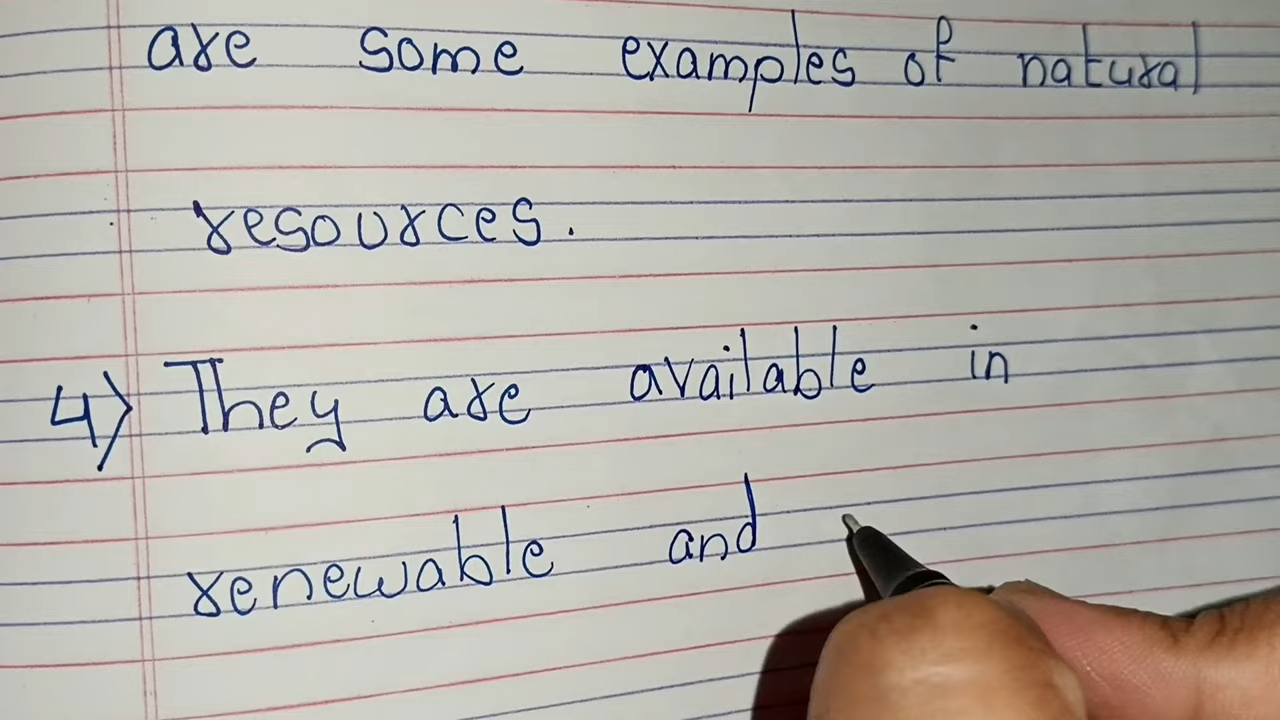 are some examples of natural
resources.
4) They are available in
renewable and